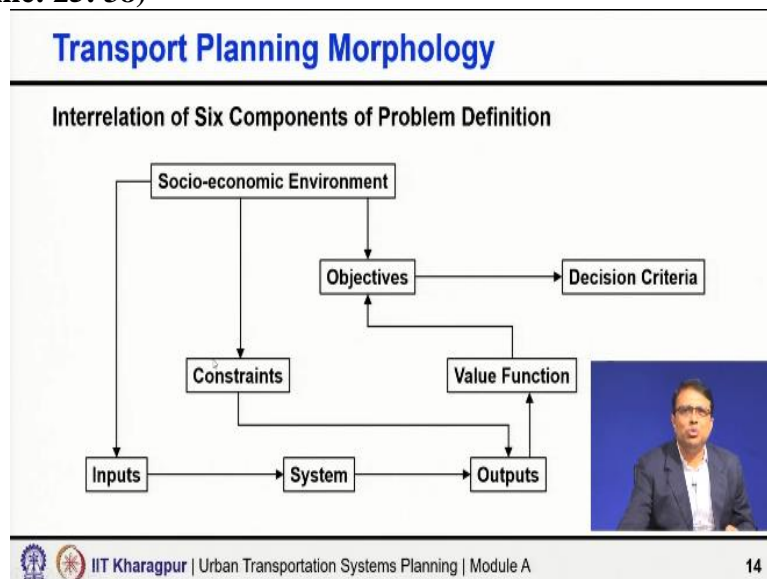 Transport Planning Morphology
Interrelation of Six Components of Problem Definition
Socio-economic Environment
Objectives
Decision Criteria
Constraints
Value Function
Inputs
System
Outputs
IIT Kharagpur | Urban Transportation Systems Planning | Module A
14